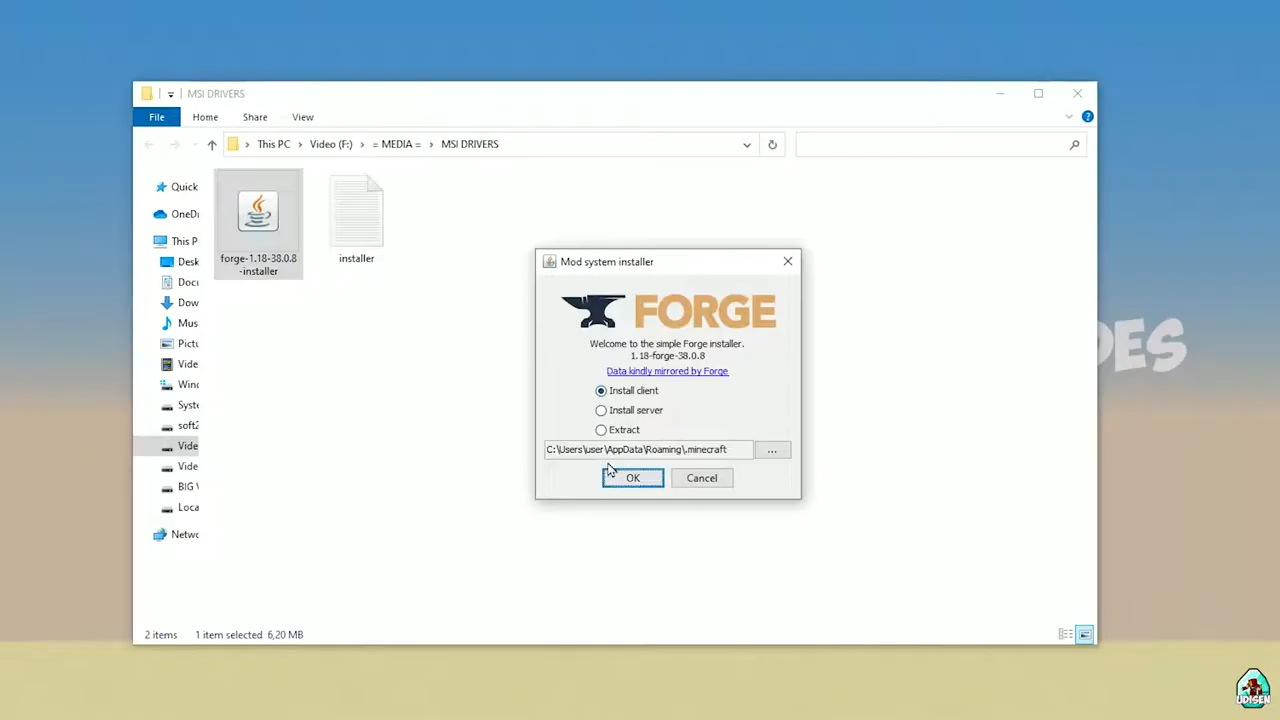 MSI DRIVERS
File
Home
Share
View
This PC
Video (F:)
= MEDIA =
MSI DRIVERS
Quick
OneDr
This P
Desk
Docu
Dow
Mus
Pictu
Vide
Wind
Syste
soft2
Vide
Vide
BIG V
Loca
Netwo
forge-1.18-38.0.8
-installer
installer
Mod system installer
FORGE
Welcome to the simple Forge installer.
1.18-forge-38.0.8
Data kindly mirrored by Forge
Install client
Install server
Extract
C:\Users\user\AppData\Roaming\.minecraft
...
OK
Cancel
DES
2 items
1 item selected 6,20 MB
UDISEN